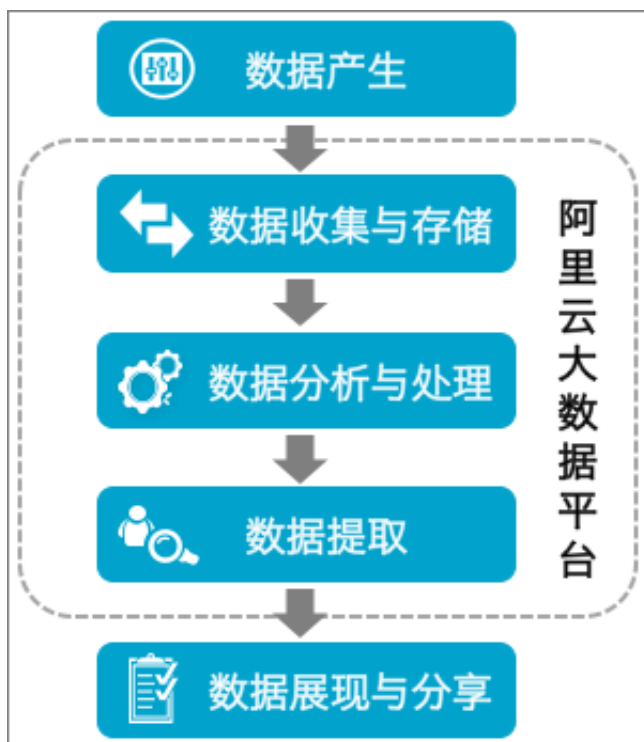 数据产生
数据收集与存储
数据分析与处理
数据提取
数据展现与分享
阿里云大数据平台